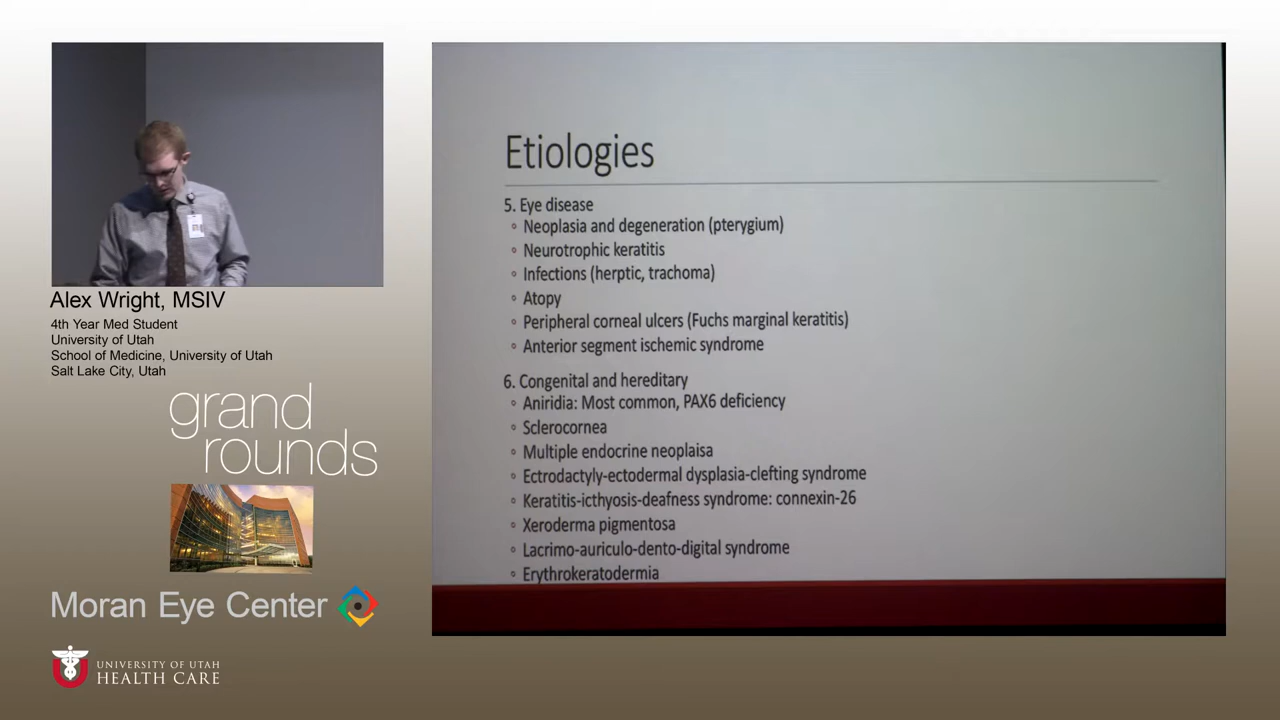 Alex Wright, MSIV
4th Year Med Student
University of Utah
School of Medicine, University of Utah
Salt Lake City, Utah
grand
rounds
Moran Eye Center
UNIVERSITY OF UTAH
HEALTH CARE
Etiologies
5. Eye disease
Neoplasia and degeneration (pterygium)
Neurotrophic keratitis
Infections (herptic, trachoma)
Atopy
Peripheral corneal ulcers (Fuchs marginal keratitis)
Anterior segment ischemic syndrome
6. Congenital and hereditary
Aniridia: Most common, PAX6 deficiency
Sclerocornea
Multiple endocrine neoplaisa
Ectrodactyly-ectodermal dysplasia-clefting syndrome
Keratitis-icthyosis-deafness syndrome: connexin-26
Xeroderma pigmentosa
Lacrimo-auriculo-dento-digital syndrome
Erythrokeratodermia